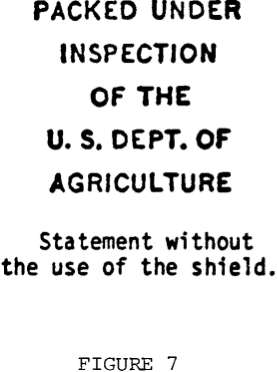 PACKED UNDER
INSPECTION
OF THE
U. S. DEPT. OF
AGRICULTURE
Statement without
the use of the shield.
FIGURE 7